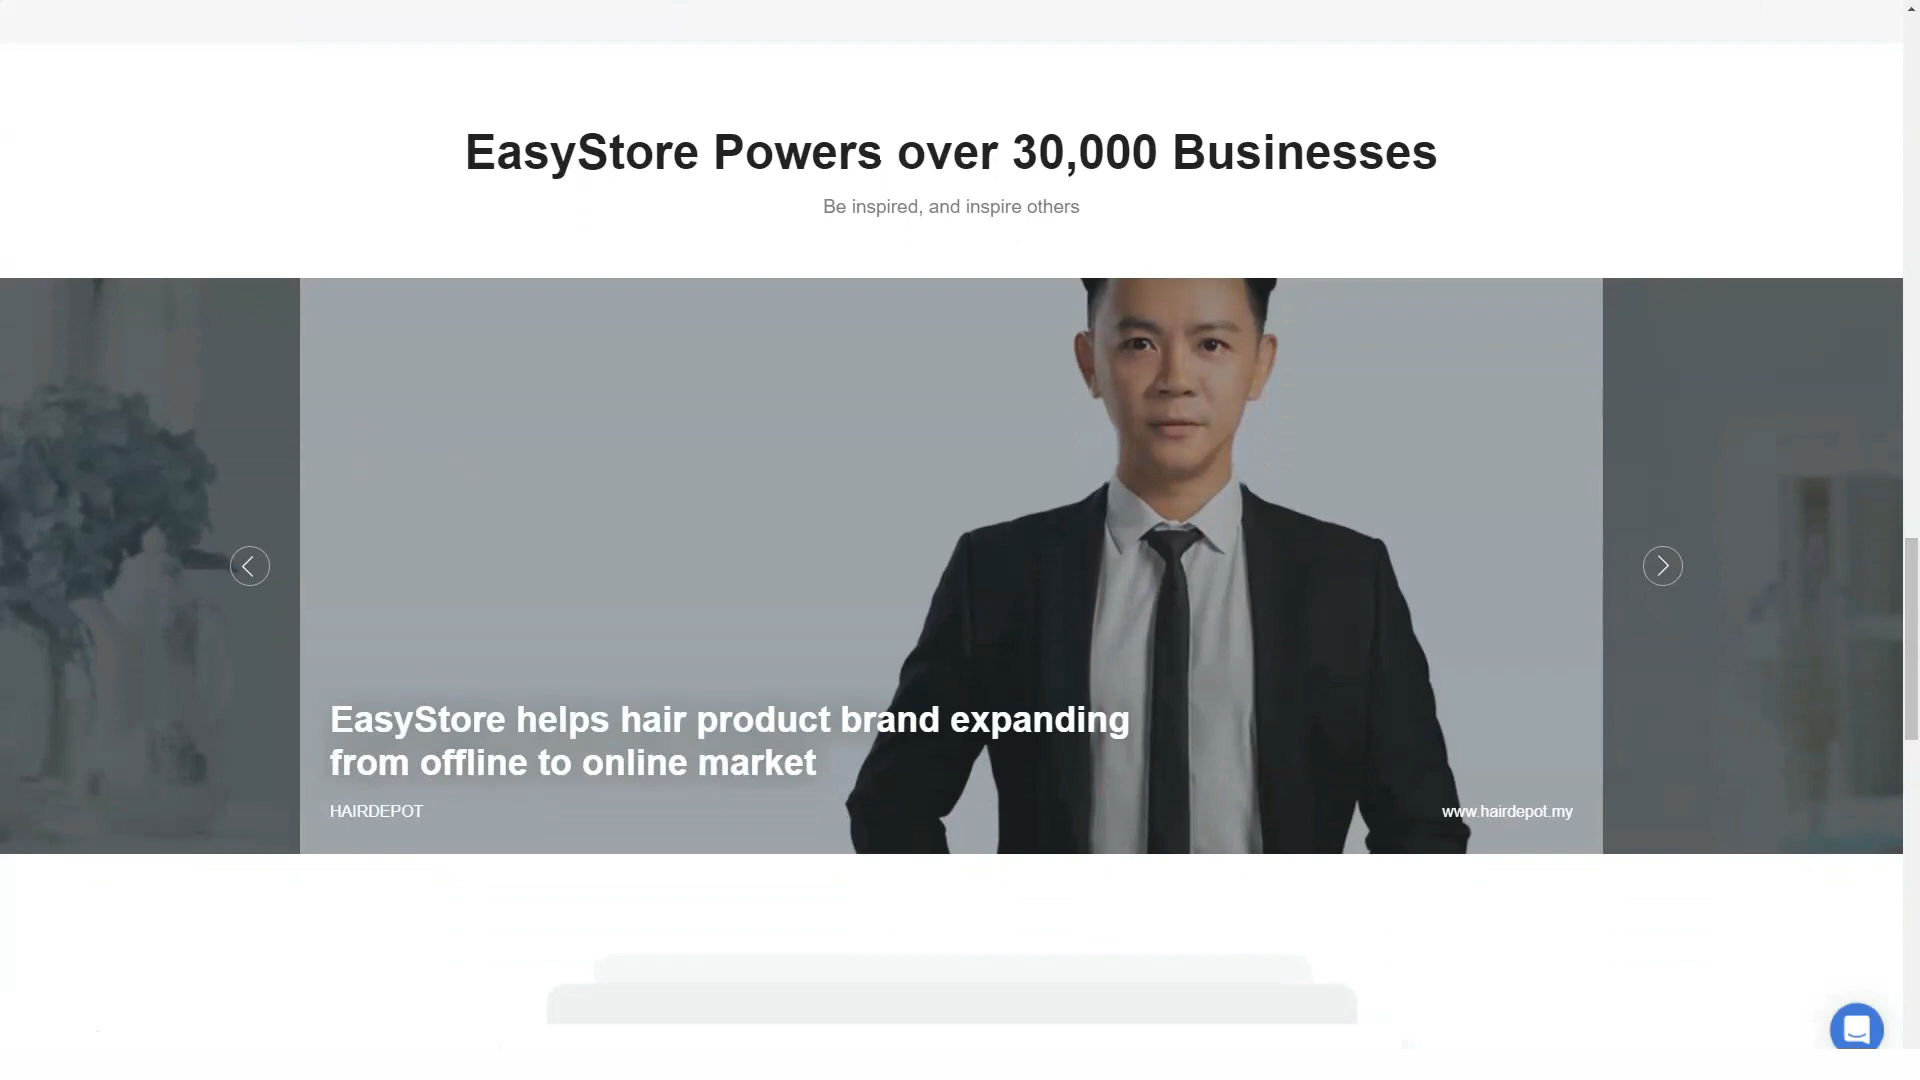 EasyStore Powers over 30,000 Businesses
Be inspired, and inspire others
EasyStore helps hair product brand expanding
from offline to online market
HAIRDEPOT
www.hairdepot.my